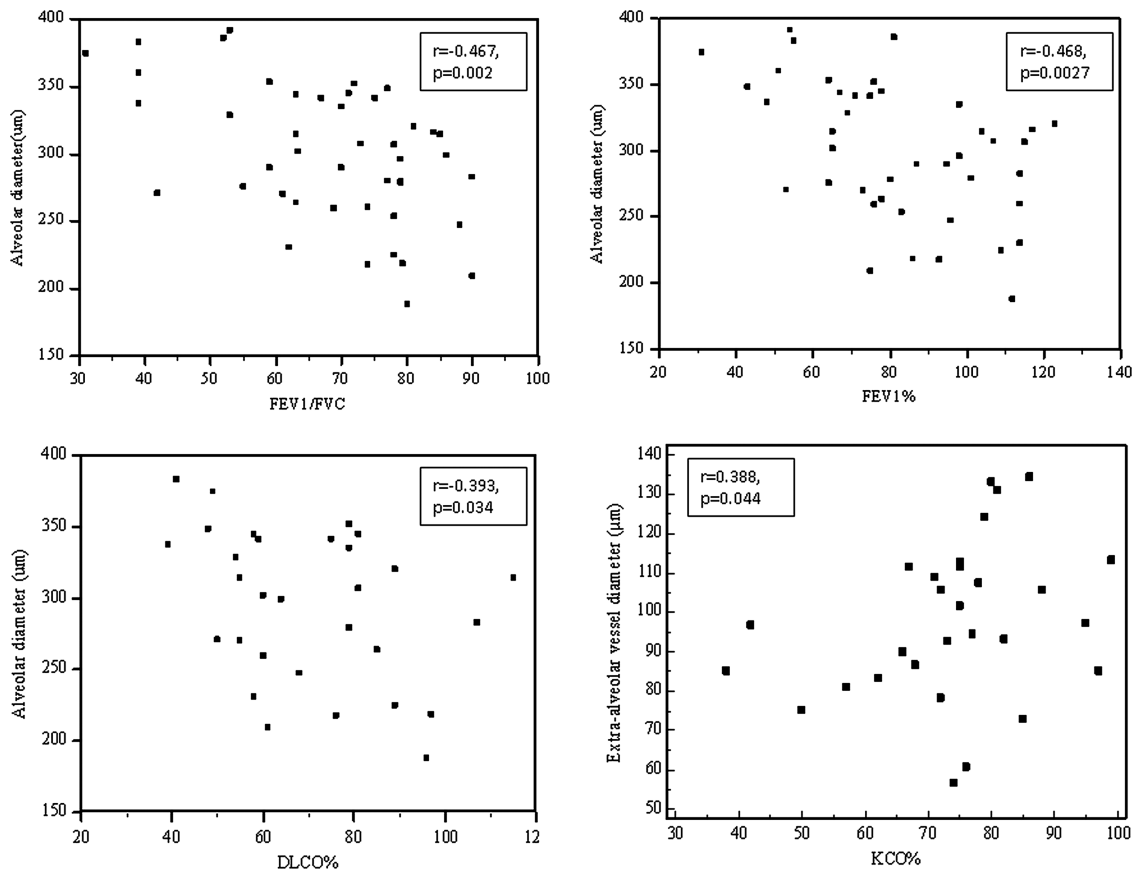 400
350
300
250
200
150
Alveolar diameter(um)
r=-0.467,
p=0.002
30 40 50 60 70 80 90 100
FEV1/FVC
400
350
300
250
200
150
Alveolar diameter (um)
r=-0.468,
p=0.0027
20 40 60 80 100 120 140
FEV1%
400
350
300
250
200
150
Alveolar diameter (um)
r=-0.393,
p=0.034
20 40 60 80 100 12
DLCO%
140
130
120
110
100
90
80
70
60
50
Extra-alveolar vessel diameter (μm)
r=0.388,
p=0.044
30 40 50 60 70 80 90 100
KCO%